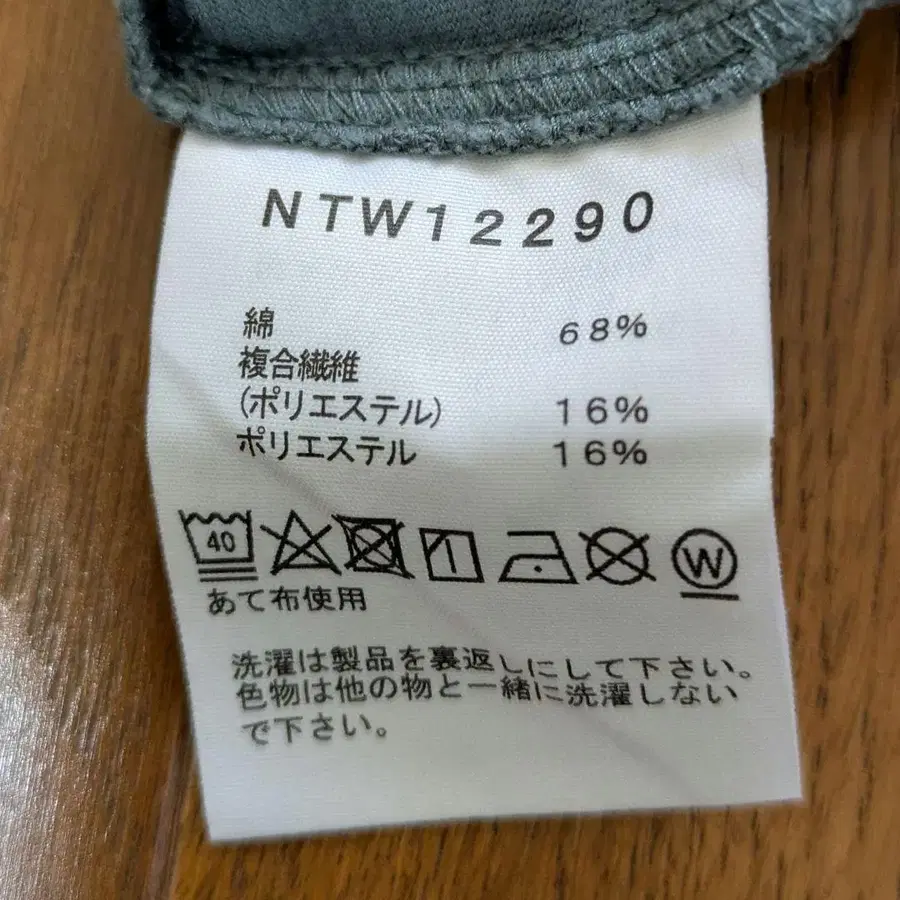 NTW12290
綿 68%
複合繊維
(ポリエステル) 16%
ポリエステル 16%
40 W
あて布使用
洗濯は製品を裏返しにして下さい。
色物は他の物と一緒に洗濯しない
で下さい。